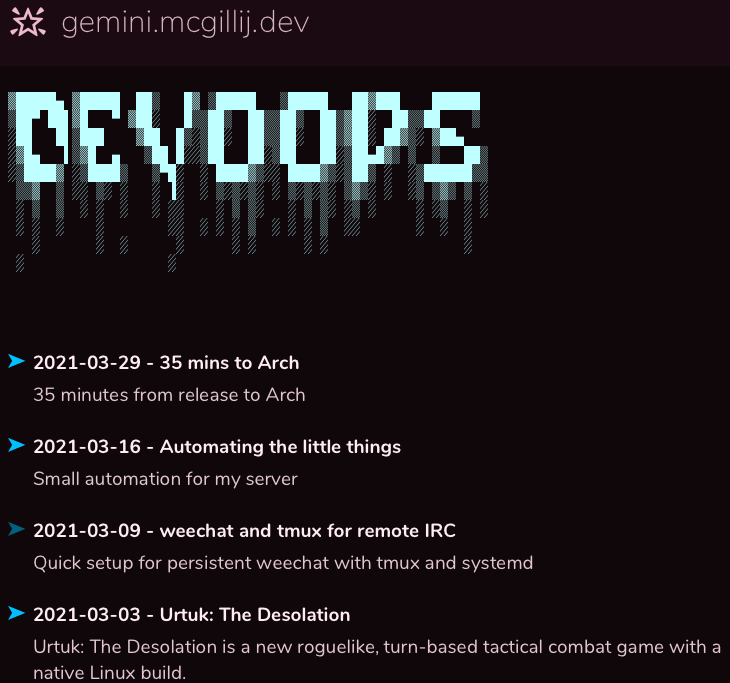 gemini.mcgillij.dev
DEVOOPS
2021-03-29 - 35 mins to Arch
35 minutes from release to Arch
2021-03-16 - Automating the little things
Small automation for my server
2021-03-09 - weechat and tmux for remote IRC
Quick setup for persistent weechat with tmux and systemd
2021-03-03 - Urtuk: The Desolation
Urtuk: The Desolation is a new roguelike, turn-based tactical combat game with a
native Linux build.